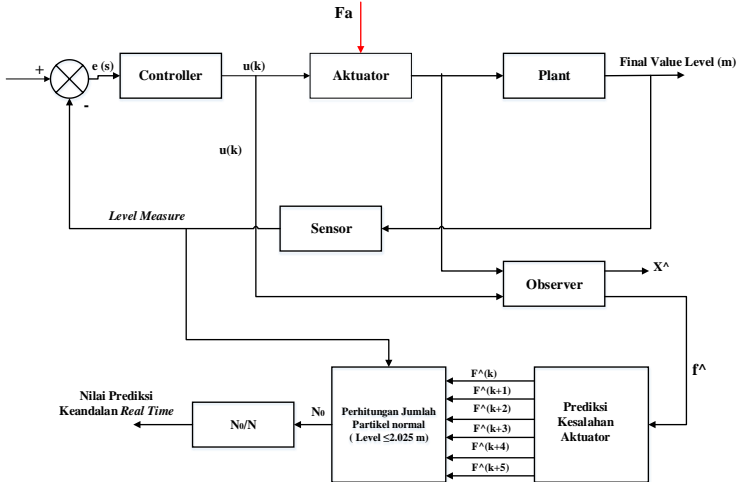 Fa
+
e (s)
Controller
u(k)
Aktuator
Plant
Final Value Level (m)
-
u(k)
Level Measure
Sensor
Observer
X^
f^
Nilai Prediksi
Keandalan Real Time
N₀/N
N₀
Perhitungan Jumlah
Partikel normal
( Level ≤2.025 m)
F^(k)
F^(k+1)
F^(k+2)
F^(k+3)
F^(k+4)
F^(k+5)
Prediksi
Kesalahan
Aktuator